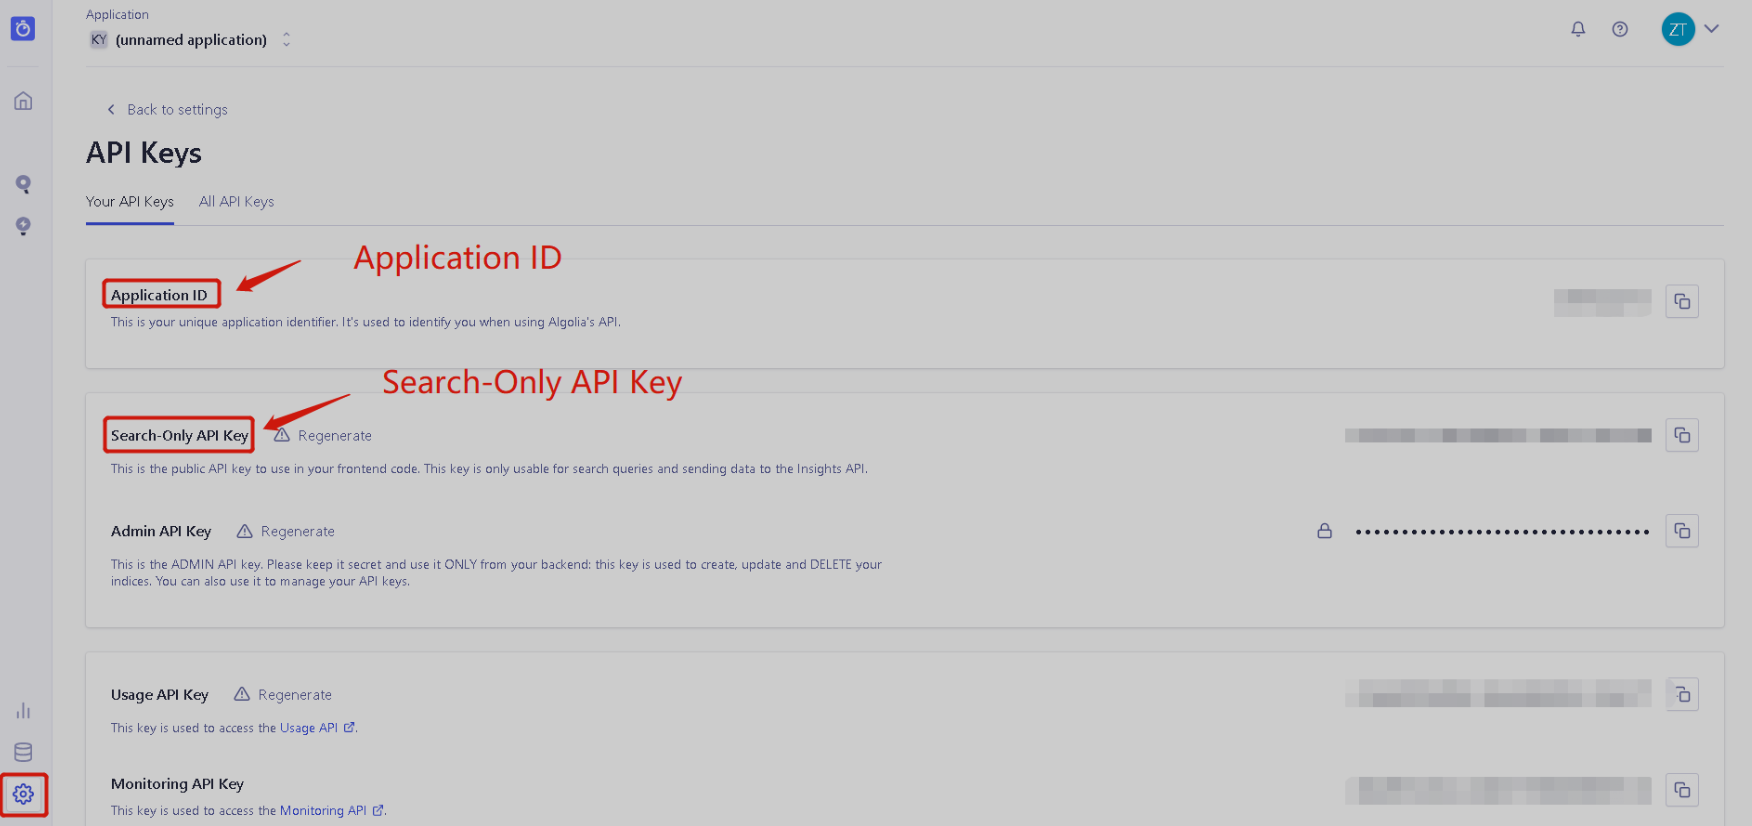 Application
KY (unnamed application)
ZT
Back to settings
API Keys
Your API Keys All API Keys
Application ID
Application ID
This is your unique application identifier. It's used to identify you when using Algolia's API.
Search-Only API Key
Search-Only API Key Regenerate
This is the public API key to use in your frontend code. This key is only usable for search queries and sending data to the Insights API.
Admin API Key Regenerate
This is the ADMIN API key. Please keep it secret and use it ONLY from your backend: this key is used to create, update and DELETE your
indices. You can also use it to manage your API keys.
Usage API Key Regenerate
This key is used to access the Usage API.
Monitoring API Key
This key is used to access the Monitoring API.